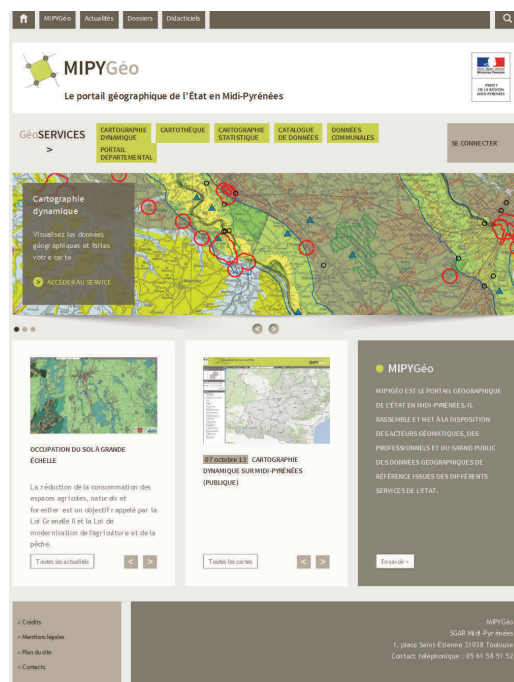 MIPYGéo Actualités Dossiers Didacticiels
MIPYGéo
Le portail géographique de l'État en Midi-Pyrénées
PRÉFET
DE LA RÉGION
MIDI-PYRÉNÉES
GéoSERVICES
>
CARTOGRAPHIE
DYNAMIQUE
CARTOTHÈQUE
CARTOGRAPHIE
STATISTIQUE
CATALOGUE
DE DONNÉES
DONNÉES
COMMUNALES
PORTAIL
DÉPARTEMENTAL
SE CONNECTER
Cartographie
dynamique
Visualisez les données
géographiques et faites
votre carte
> ACCÉDER AU SERVICE
< >
OCCUPATION DU SOL À GRANDE
ÉCHELLE
La réduction de la consommation des
espaces agricoles, naturels et
forestier est un objectif rappelé par la
Loi Grenelle II et la Loi de
modernisation de l'agriculture et de la
pêche.
Toutes les actualités < >
07 octobre 13 CARTOGRAPHIE
DYNAMIQUE SUR MIDI-PYRÉNÉES
(PUBLIQUE)
Toutes les cartes < >
MIPYGéo
MIPYGÉO EST LE PORTAIL GÉOGRAPHIQUE
DE L'ÉTAT EN MIDI-PYRÉNÉES. IL
RASSEMBLE ET MET À LA DISPOSITION
DES ACTEURS GÉOMATIQUES, DES
PROFESSIONNELS ET DU GRAND PUBLIC
DES DONNÉES GÉOGRAPHIQUES DE
RÉFÉRENCE ISSUES DES DIFFÉRENTS
SERVICES DE L'ÉTAT.
En savoir »
» Crédits
» Mentions légales
» Plan du site
» Contacts
MIPYGéo
SGAR Midi-Pyrénées
1, place Saint-Étienne 31038 Toulouse
Contact téléphonique : 05 61 58 51 52